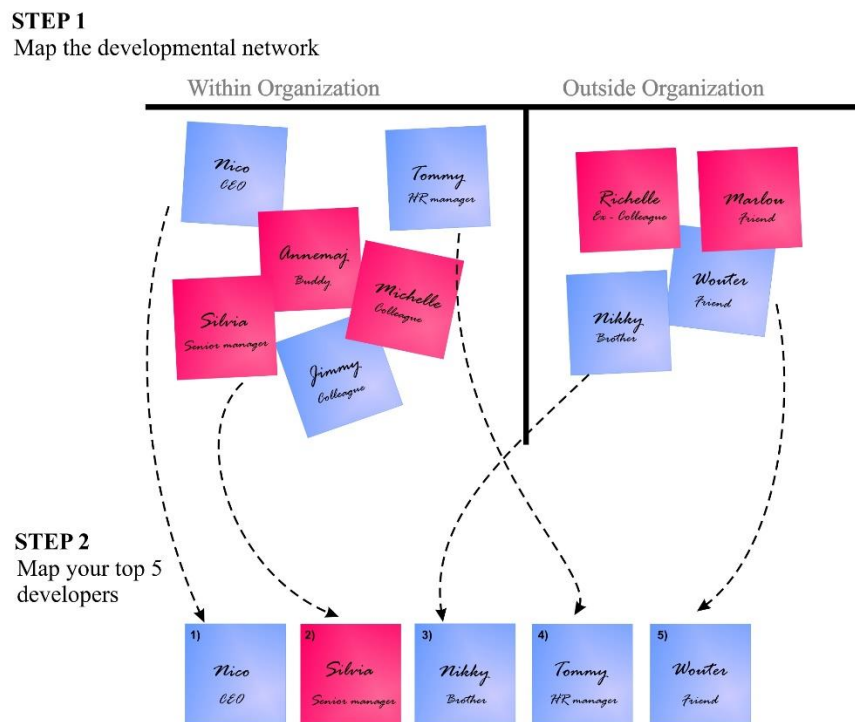 STEP 1
Map the developmental network
Within Organization
Outside Organization
Nico
CEO
Tommy
HR manager
Annemaj
Buddy
Michelle
Colleague
Silvia
Senior manager
Jimmy
Colleague
Richelle
Ex - Colleague
Marlou
Friend
Wouter
Friend
Nikky
Brother
STEP 2
Map your top 5
developers
1)
Nico
CEO
2)
Silvia
Senior manager
3)
Nikky
Brother
4)
Tommy
HR manager
5)
Wouter
Friend